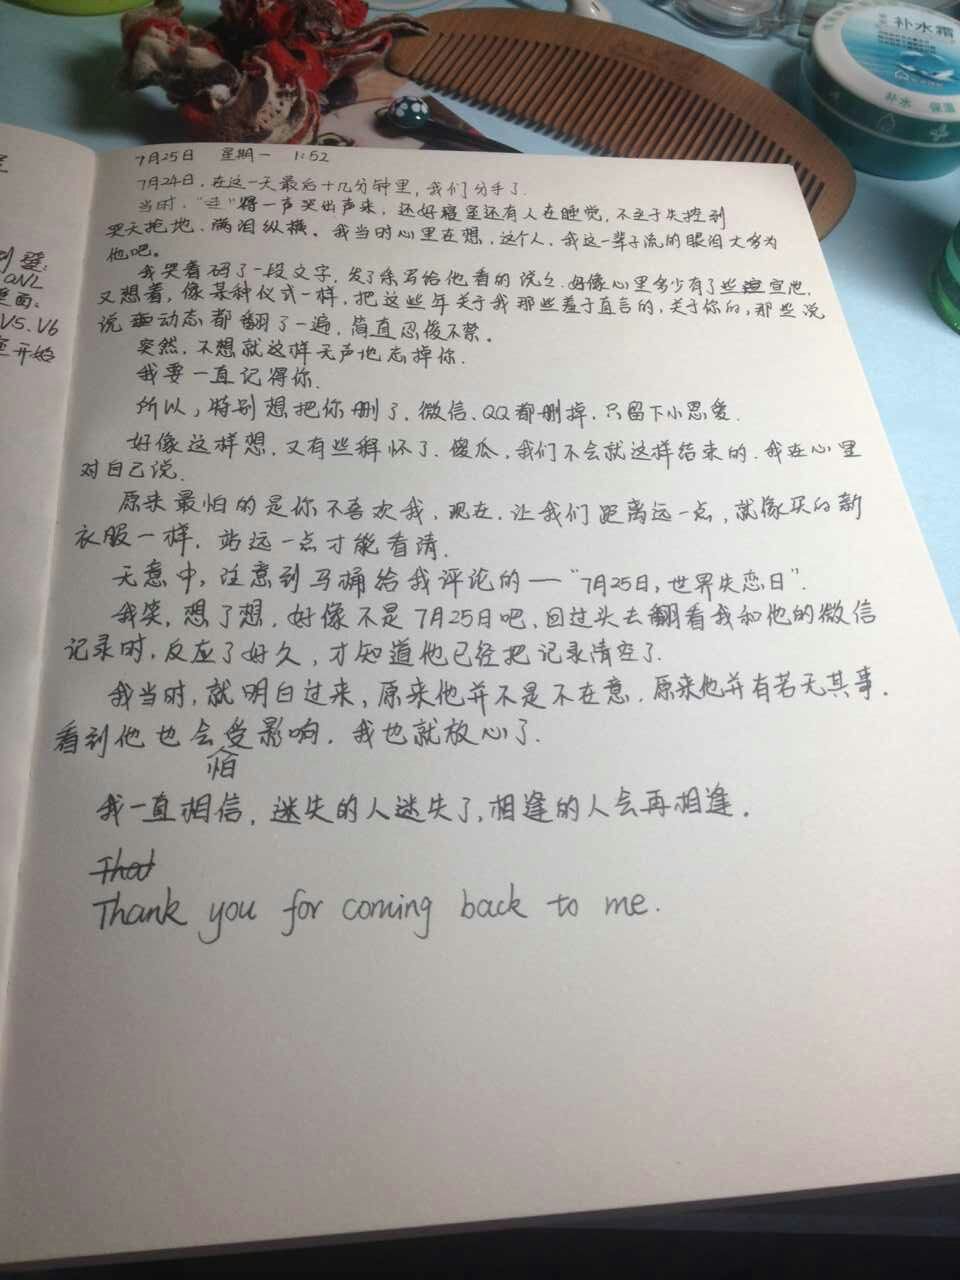 补水霜
补水 保湿
7月25日 星期一 1:52
7月24日,在这一天最后十几分钟里,我们分手了.
当时,"哇"得一声哭出声来,还好寝室还有人在睡觉,不至于失控到
哭天抢地、满泪纵横。我当时心里在想,这个人,我这一辈子流的眼泪大多为
他吧。
我哭着码了一段文字,发了条写给他看的说说.好像心里多少有了些宣泄,
又想着,像某种仪式一样,把这些年关于我那些羞于直言的,关于你的,那些说
说动态都翻了一遍,简直忍俊不禁。
突然,不想就这样无声地忘掉你.
我要一直记得你.
所以,特别想把你删了.微信、QQ都删掉.只留下小恩爱.
好像这样想,又有些释怀了.傻瓜,我们不会就这样结束的.我在心里
对自己说.
原来最怕的是你不喜欢我,现在,让我们距离远一点,就像买的新
衣服一样,站远一点才能看清.
无意中,注意到马桶给我评论的——"7月25日,世界失恋日".
我笑,想了想,好像不是7月25日吧,回过头去翻看我和他的微信
记录时,反应了好久,才知道他已经把记录清空了.
我当时,就明白过来,原来他并不是不在意.原来他并有若无其事.
看到他也会怕受影响.我也就放心了.
我一直相信,迷失的人迷失了,相逢的人会再相逢.
That
Thank you for coming back to me.
QNL
V5、V6
开始